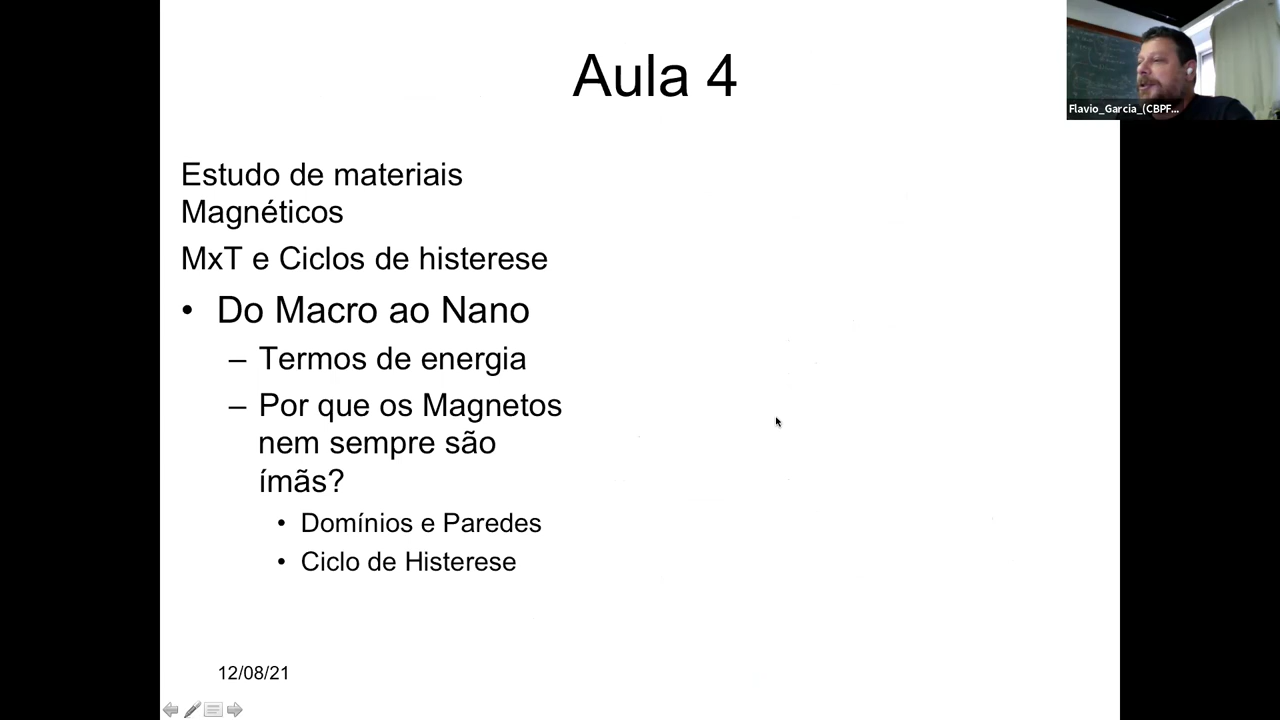 Aula 4
Flavio_Garcia_(CBPF...
Estudo de materiais
Magnéticos
MxT e Ciclos de histerese
• Do Macro ao Nano
– Termos de energia
– Por que os Magnetos
nem sempre são
ímãs?
• Domínios e Paredes
• Ciclo de Histerese
12/08/21